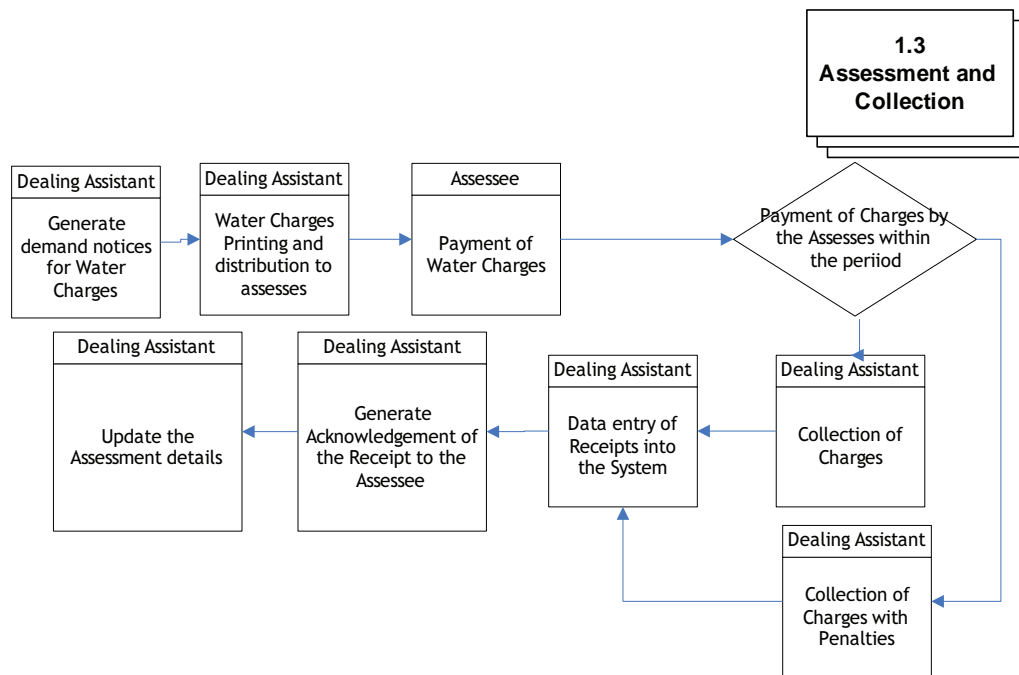 1.3
Assessment and
Collection
Dealing Assistant
Generate
demand notices
for Water
Charges
Dealing Assistant
Water Charges
Printing and
distribution to
assesses
Assessee
Payment of
Water Charges
Payment of Charges by
the Assesses within
the periiod
Dealing Assistant
Update the
Assessment details
Dealing Assistant
Generate
Acknowledgement of
the Receipt to the
Assessee
Dealing Assistant
Data entry of
Receipts into
the System
Dealing Assistant
Collection of
Charges
Dealing Assistant
Collection of
Charges with
Penalties